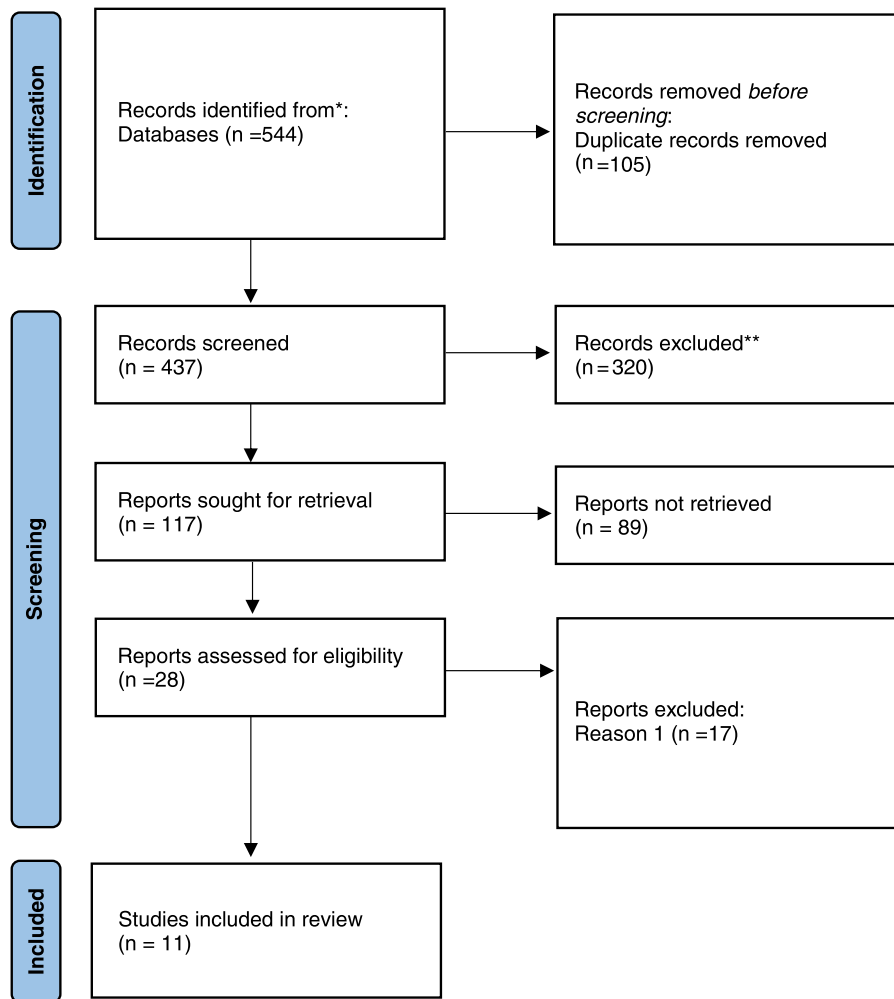 Identification
Records identified from*:
Databases (n =544)
Records removed before
screening:
Duplicate records removed
(n =105)
Screening
Records screened
(n = 437)
Records excluded**
(n = 320)
Reports sought for retrieval
(n = 117)
Reports not retrieved
(n = 89)
Reports assessed for eligibility
(n =28)
Reports excluded:
Reason 1 (n =17)
Included
Studies included in review
(n = 11)